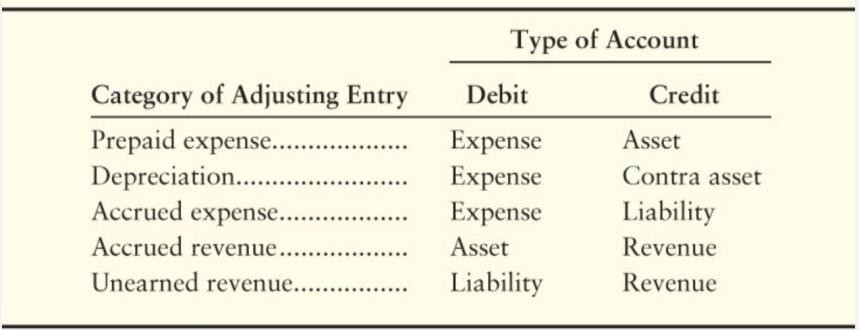 Type of Account
Category of Adjusting Entry Debit Credit
Prepaid expense................... Expense Asset
Depreciation........................ Expense Contra asset
Accrued expense.................. Expense Liability
Accrued revenue.................. Asset Revenue
Unearned revenue................ Liability Revenue